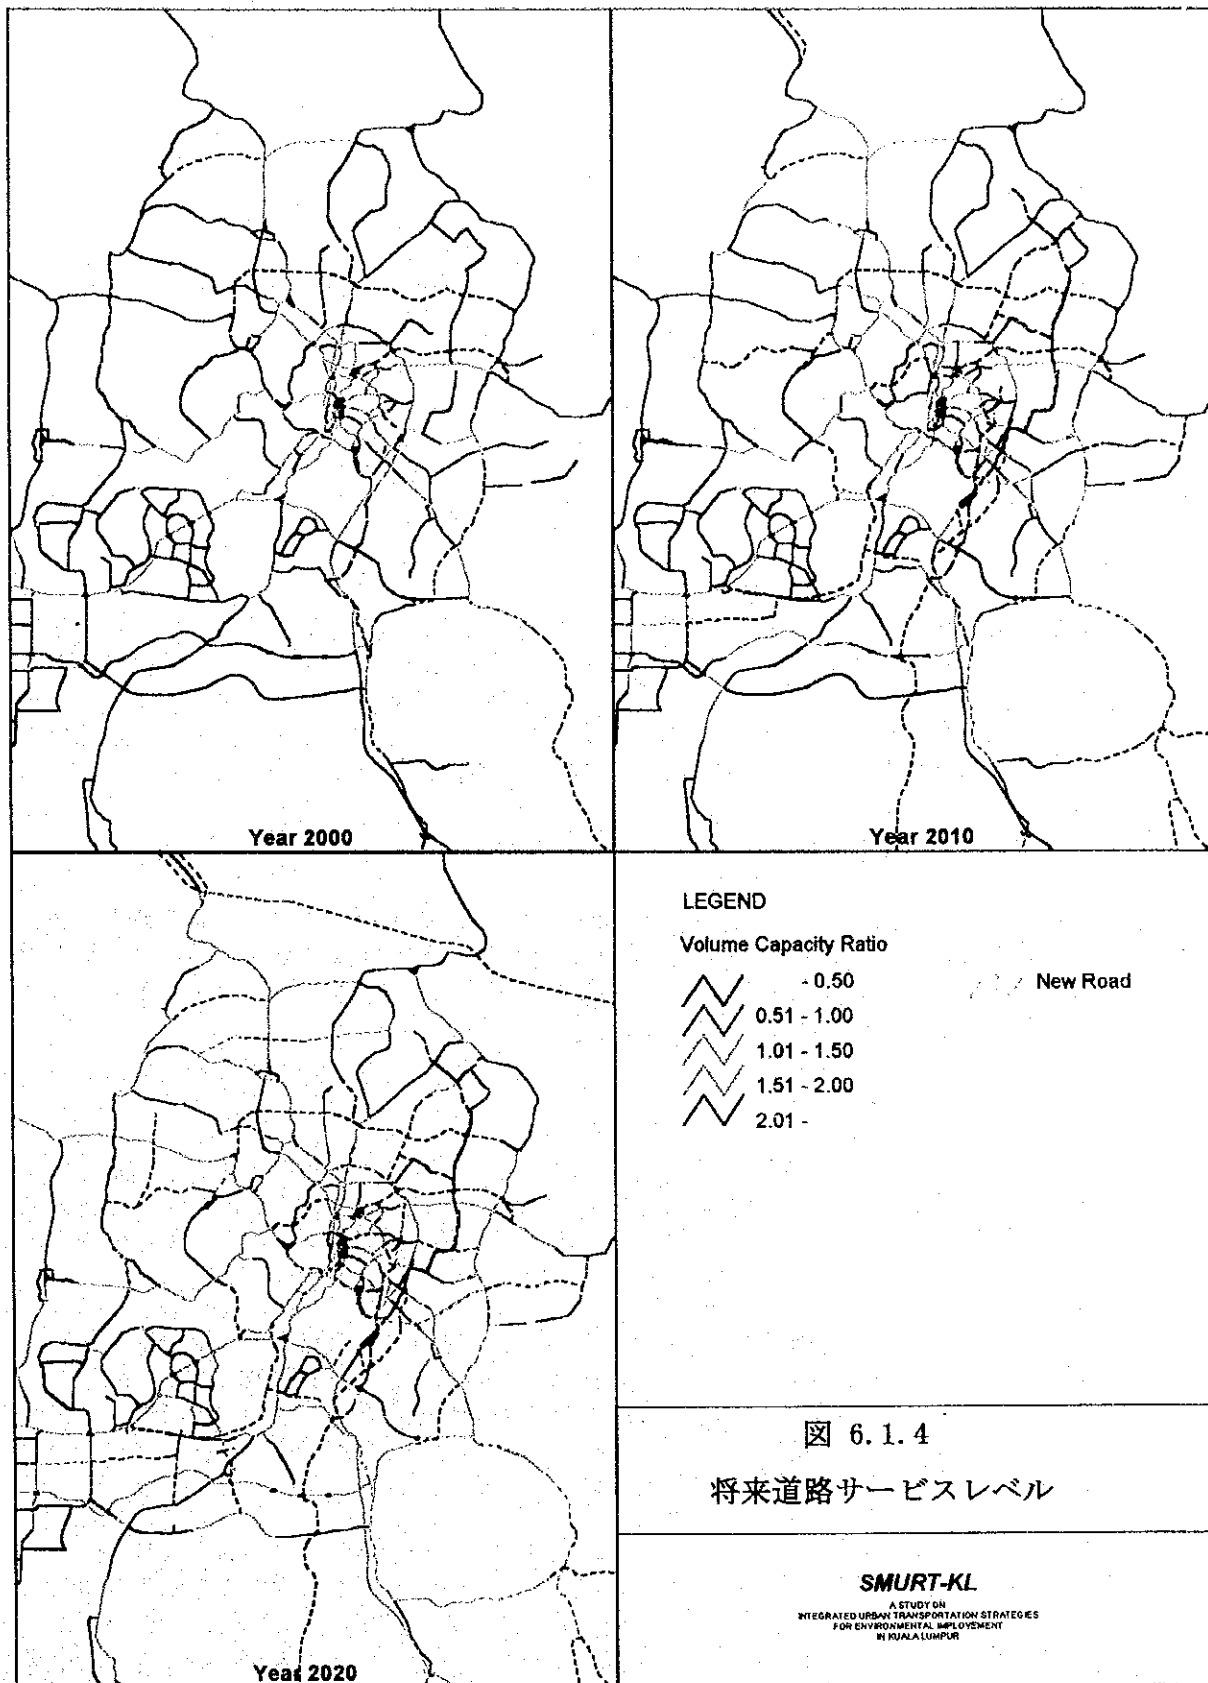 Year 2000
Year 2010
Year 2020
LEGEND
Volume Capacity Ratio
- 0.50
0.51 - 1.00
1.01 - 1.50
1.51 - 2.00
2.01 -
New Road
図 6.1.4
将来道路サービスレベル
SMURT-KL
A STUDY ON
INTEGRATED URBAN TRANSPORTATION STRATEGIES
FOR ENVIRONMENTAL IMPLOVEMENT
IN KUALA LUMPUR